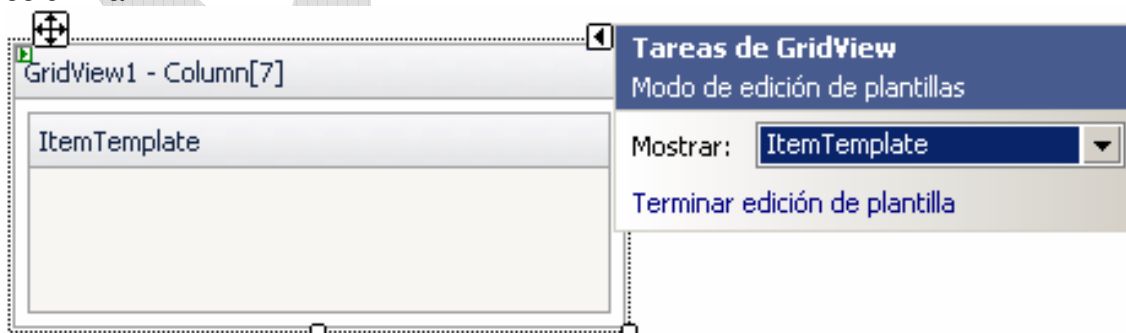 GridView1 - Column[7]
ItemTemplate
Tareas de GridView
Modo de edición de plantillas
Mostrar: ItemTemplate
Terminar edición de plantilla